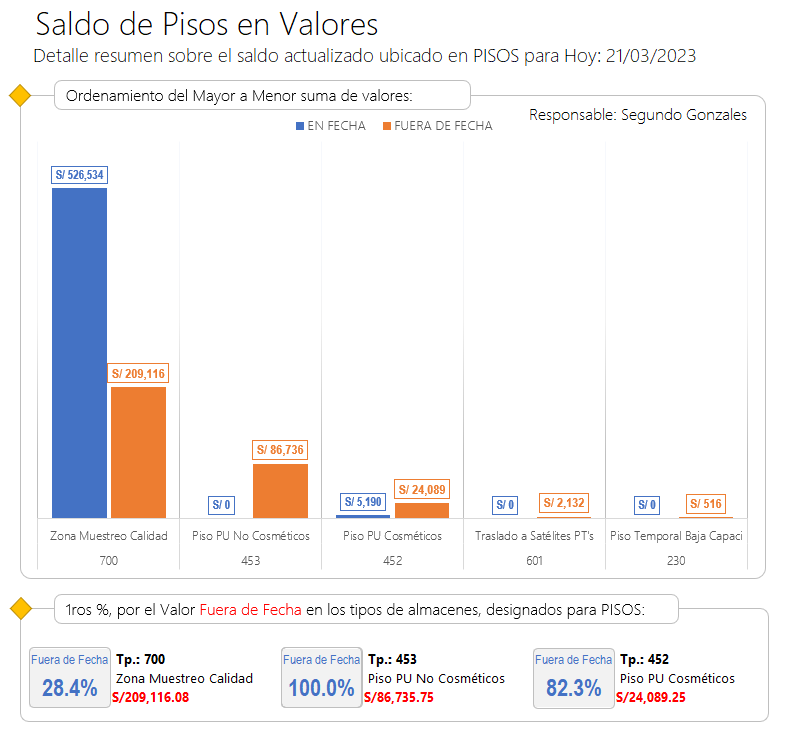 Saldo de Pisos en Valores
Detalle resumen sobre el saldo actualizado ubicado en PISOS para Hoy: 21/03/2023
Ordenamiento del Mayor a Menor suma de valores:
Responsable: Segundo Gonzales
EN FECHA FUERA DE FECHA
S/ 526,534
S/ 209,116
S/ 0
S/ 86,736
S/ 5,190
S/ 24,089
S/ 0
S/ 2,132
S/ 0
S/ 516
Zona Muestreo Calidad Piso PU No Cosméticos Piso PU Cosméticos Traslado a Satélites PT's Piso Temporal Baja Capaci
700 453 452 601 230
1ros %, por el Valor Fuera de Fecha en los tipos de almacenes, designados para PISOS:
Fuera de Fecha
28.4%
Tp.: 700
Zona Muestreo Calidad
S/209,116.08
Fuera de Fecha
100.0%
Tp.: 453
Piso PU No Cosméticos
S/86,735.75
Fuera de Fecha
82.3%
Tp.: 452
Piso PU Cosméticos
S/24,089.25